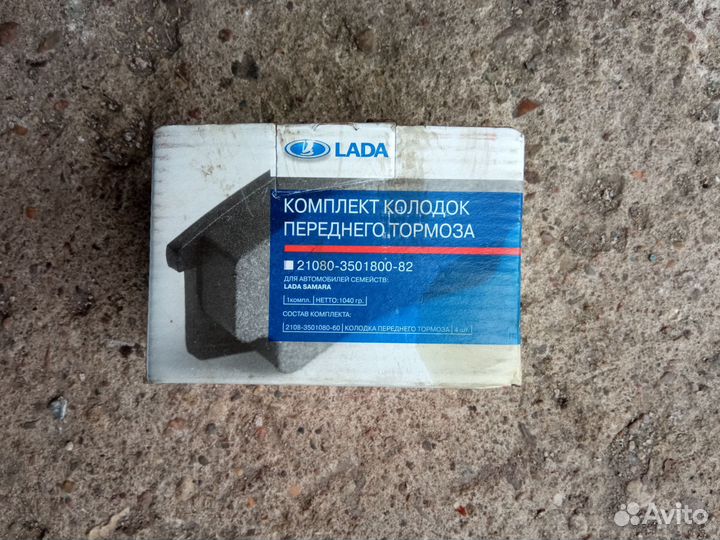 LADA
КОМПЛЕКТ КОЛОДОК
ПЕРЕДНЕГО ТОРМОЗА
21080-3501800-82
ДЛЯ АВТОМОБИЛЕЙ СЕМЕЙСТВ:
LADA SAMARA
1компл. НЕТТО: 1040 гр.
СОСТАВ КОМПЛЕКТА:
2108-3501080-60 КОЛОДКА ПЕРЕДНЕГО ТОРМОЗА 4 шт.
Avito